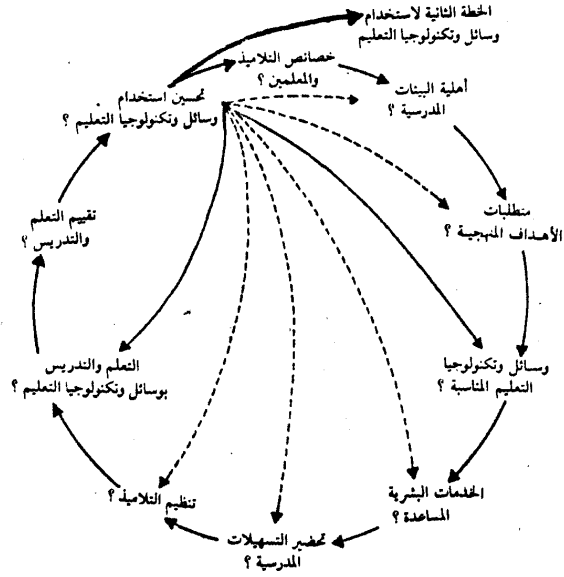 الخطة الثانية لاستخدام
وسائل وتكنولوجيا التعليم
خصائص التلاميذ
والمعلمين ؟
أهلية البيئات
المدرسية ؟
متطلبات
الأهداف المنهجية ؟
وسائل وتكنولوجيا
التعليم المناسبة ؟
الخدمات البشرية
المساعدة ؟
تحضير التسهيلات
المدرسية ؟
تنظيم التلاميذ ؟
التعلم والتدريس
بوسائل وتكنولوجيا التعليم ؟
تقييم التعلم
والتدريس ؟
تحسين استخدام
وسائل وتكنولوجيا التعليم ؟